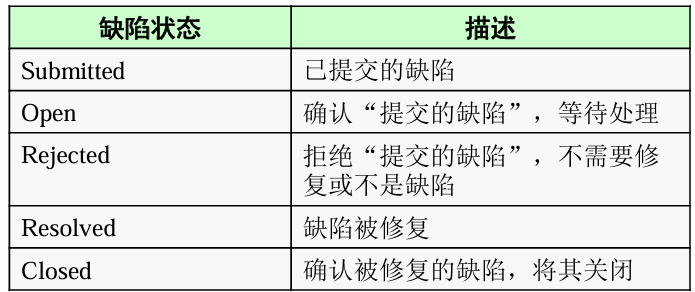 缺陷状态 描述
Submitted 已提交的缺陷
Open 确认“提交的缺陷”，等待处理
Rejected 拒绝“提交的缺陷”，不需要修
复或不是缺陷
Resolved 缺陷被修复
Closed 确认被修复的缺陷，将其关闭